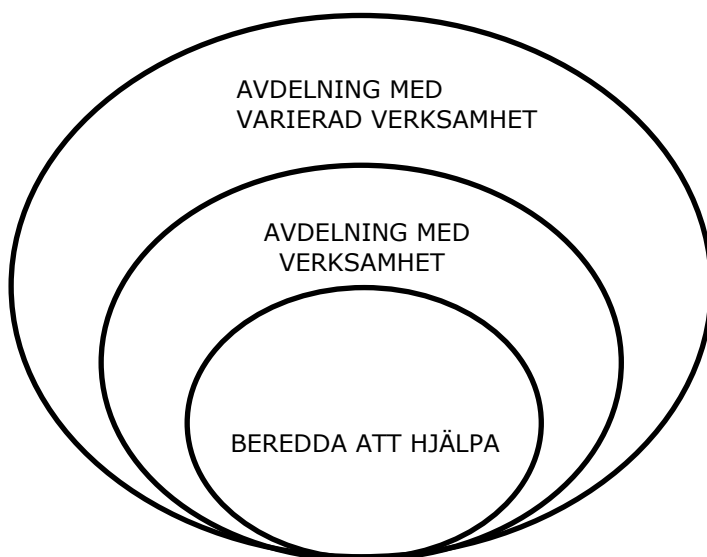 AVDELNING MED
VARIERAD VERKSAMHET
AVDELNING MED
VERKSAMHET
BEREDDA ATT HJÄLPA